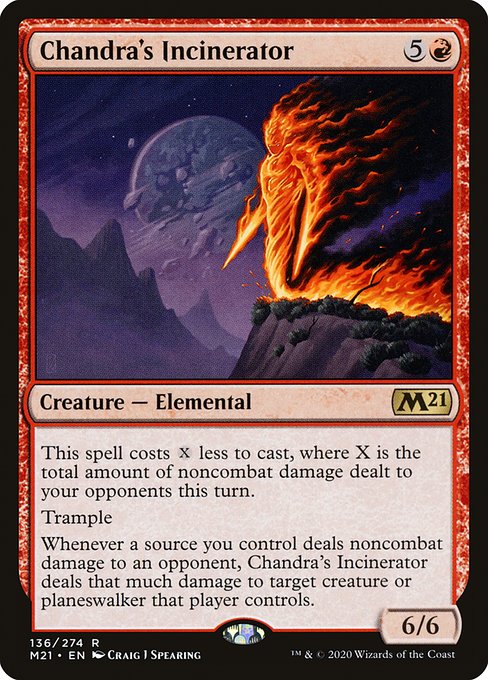 Chandra's Incinerator 5
Creature — Elemental M21
This spell costs X less to cast, where X is the
total amount of noncombat damage dealt to
your opponents this turn.
Trample
Whenever a source you control deals noncombat
damage to an opponent, Chandra's Incinerator
deals that much damage to target creature or
planeswalker that player controls.
6/6
136/274 R
M21 • EN Craig J Spearing ™ & © 2020 Wizards of the Coast